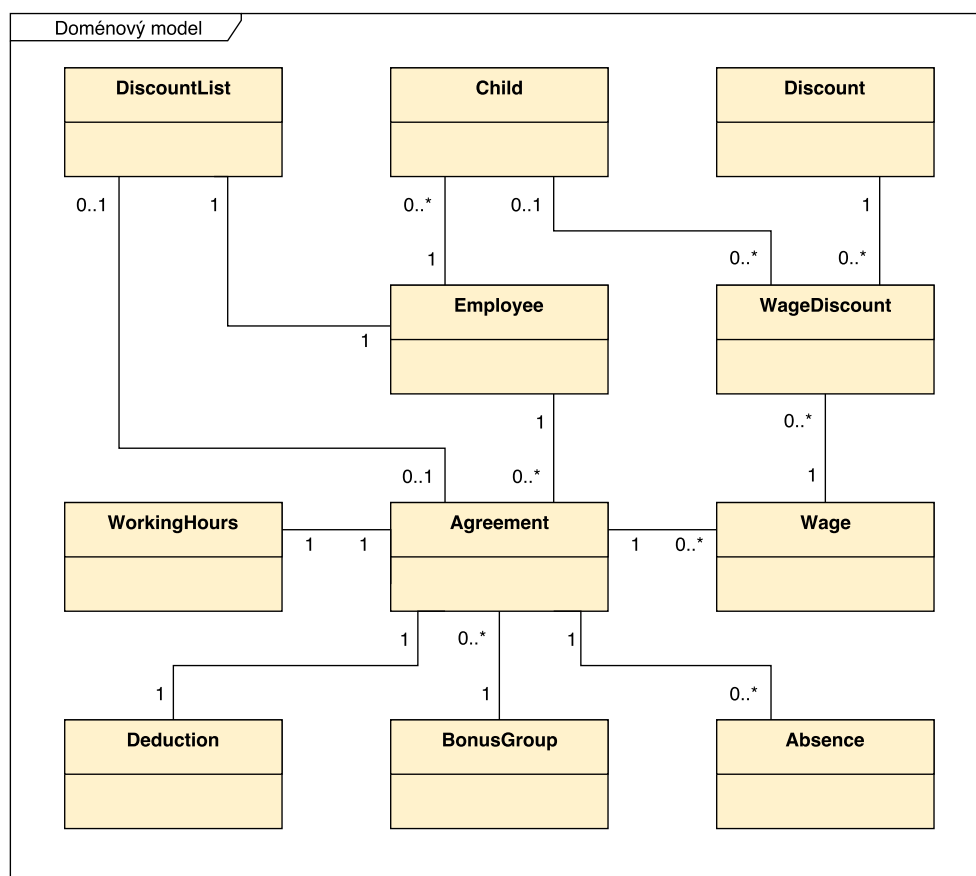 Doménový model
DiscountList
Child
Discount
0..1
1
0..*
0..1
1
1
0..*
0..*
Employee
WageDiscount
1
1
0..*
0..1
0..*
1
WorkingHours
Agreement
Wage
1
1
1
0..*
1
0..*
1
1
1
0..*
Deduction
BonusGroup
Absence